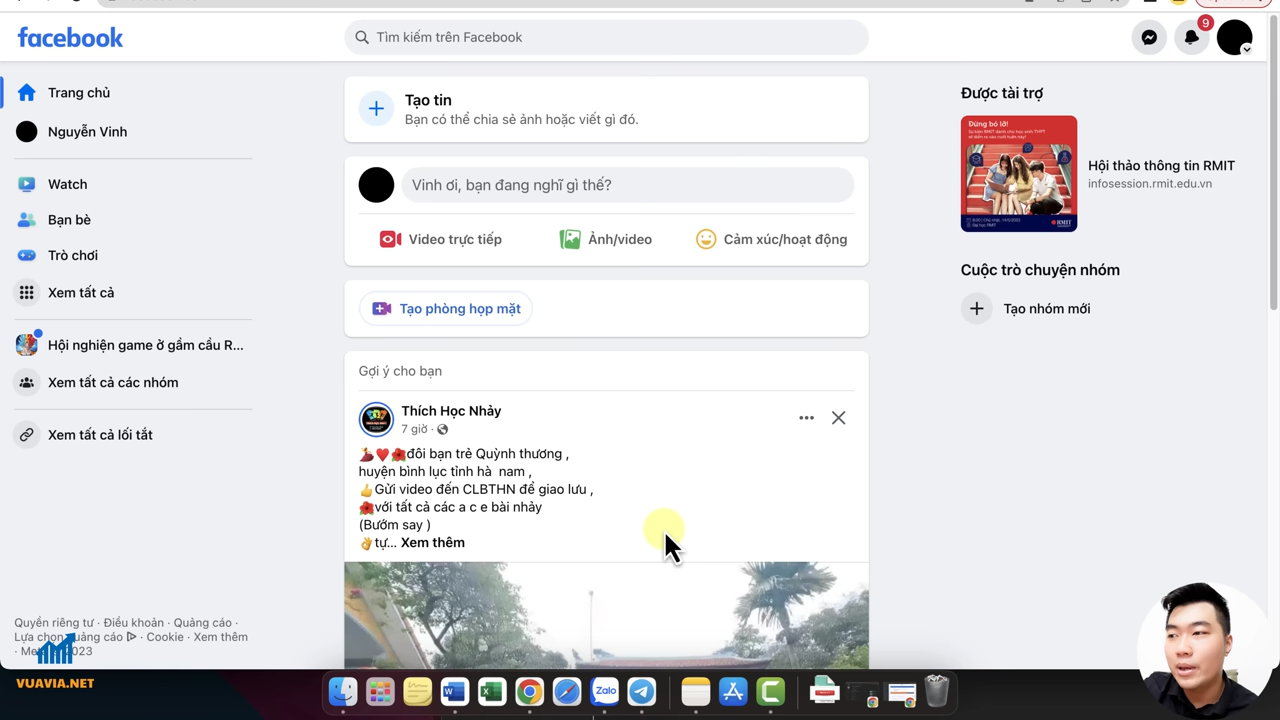 facebook
Tìm kiếm trên Facebook
9
Trang chủ
Nguyễn Vinh
Watch
Bạn bè
Trò chơi
Xem tất cả
Hội nghiện game ở gầm cầu R...
Xem tất cả các nhóm
Xem tất cả lối tắt
Quyền riêng tư · Điều khoản · Quảng cáo ·
Cookie · Xem thêm
VUAVIA.NET
Tạo tin
Bạn có thể chia sẻ ảnh hoặc viết gì đó.
Vinh ơi, bạn đang nghĩ gì thế?
Video trực tiếp
Ảnh/video
Cảm xúc/hoạt động
Tạo phòng họp mặt
Gợi ý cho bạn
Thích Học Nhảy
7 giờ ·
💃❤️🌺đôi bạn trẻ Quỳnh thương ,
huyện bình lục tỉnh hà nam ,
👍Gửi video đến CLBTHN để giao lưu ,
🌺với tất cả các a c e bài nhảy
(Bướm say )
👌tự... Xem thêm
Được tài trợ
Đừng bỏ lỡ!
RMIT
Hội thảo thông tin RMIT
infosession.rmit.edu.vn
Cuộc trò chuyện nhóm
Tạo nhóm mới
Zalo